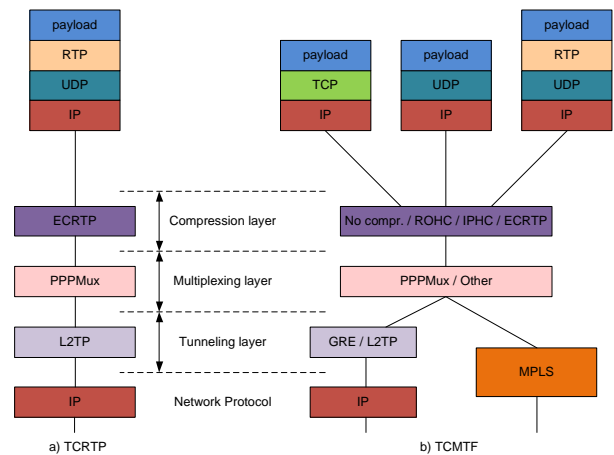 payload
RTP
UDP
IP
payload
TCP
IP
payload
UDP
IP
payload
RTP
UDP
IP
ECRTP
Compression layer
No compr. / ROHC / IPHC / ECRTP
PPPMux
Multiplexing layer
PPPMux / Other
L2TP
Tunneling layer
GRE / L2TP
MPLS
IP
Network Protocol
IP
a) TCRTP
b) TCMTF